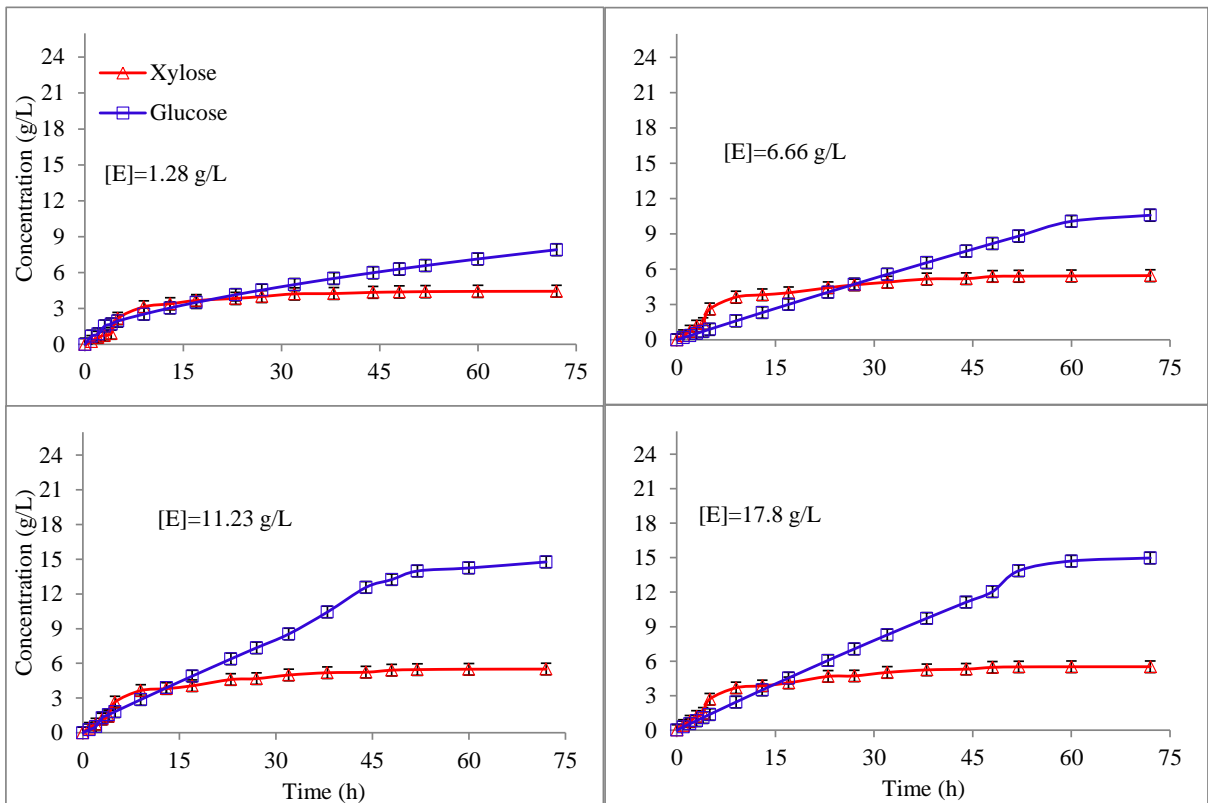 24
21
18
15
12
9
6
3
0
Concentration (g/L)
Xylose
Glucose
[E]=1.28 g/L
0 15 30 45 60 75
24
21
18
15
12
9
6
3
0
[E]=6.66 g/L
0 15 30 45 60 75
24
21
18
15
12
9
6
3
0
Concentration (g/L)
[E]=11.23 g/L
0 15 30 45 60 75
Time (h)
24
21
18
15
12
9
6
3
0
[E]=17.8 g/L
0 15 30 45 60 75
Time (h)